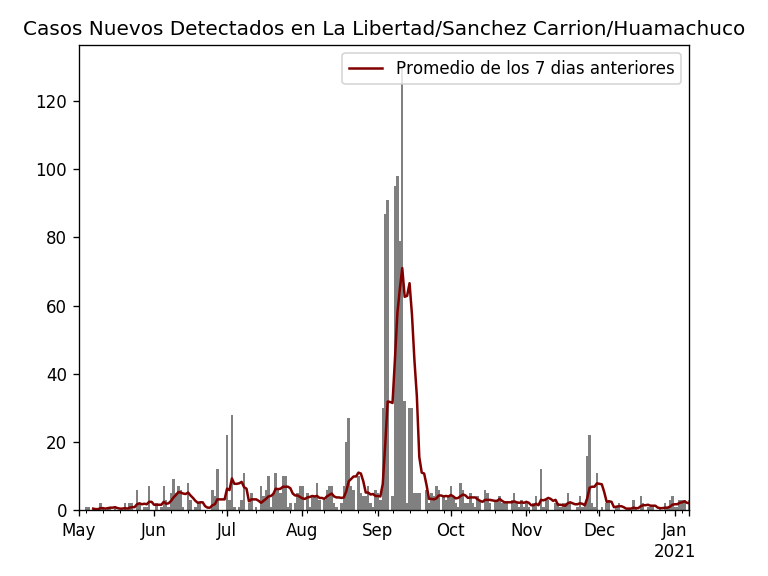 Casos Nuevos Detectados en La Libertad/Sanchez Carrion/Huamachuco
Promedio de los 7 dias anteriores
120
100
80
60
40
20
0
May Jun Jul Aug Sep Oct Nov Dec Jan
2021